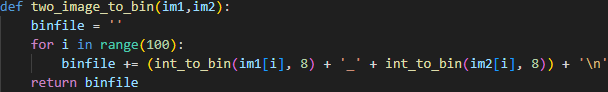 def two_image_to_bin(im1,im2):
    binfile = ''
    for i in range(100):
        binfile += (int_to_bin(im1[i], 8) + '_' + int_to_bin(im2[i], 8)) + '\n'
    return binfile